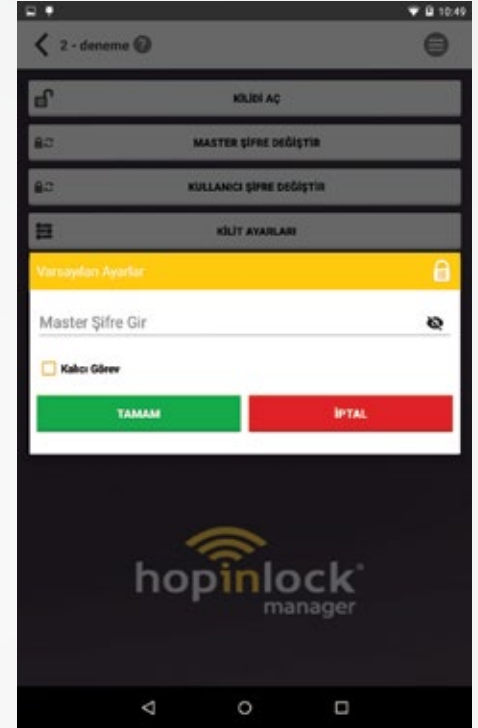 10:49
2 - deneme ?
KİLİDİ AÇ
MASTER ŞİFRE DEĞİŞTİR
KULLANICI ŞİFRE DEĞİŞTİR
KİLİT AYARLARI
Varsayılan Ayarlar
Master Şifre Gir
Kalıcı Görev
TAMAM
İPTAL
hopinlock
manager